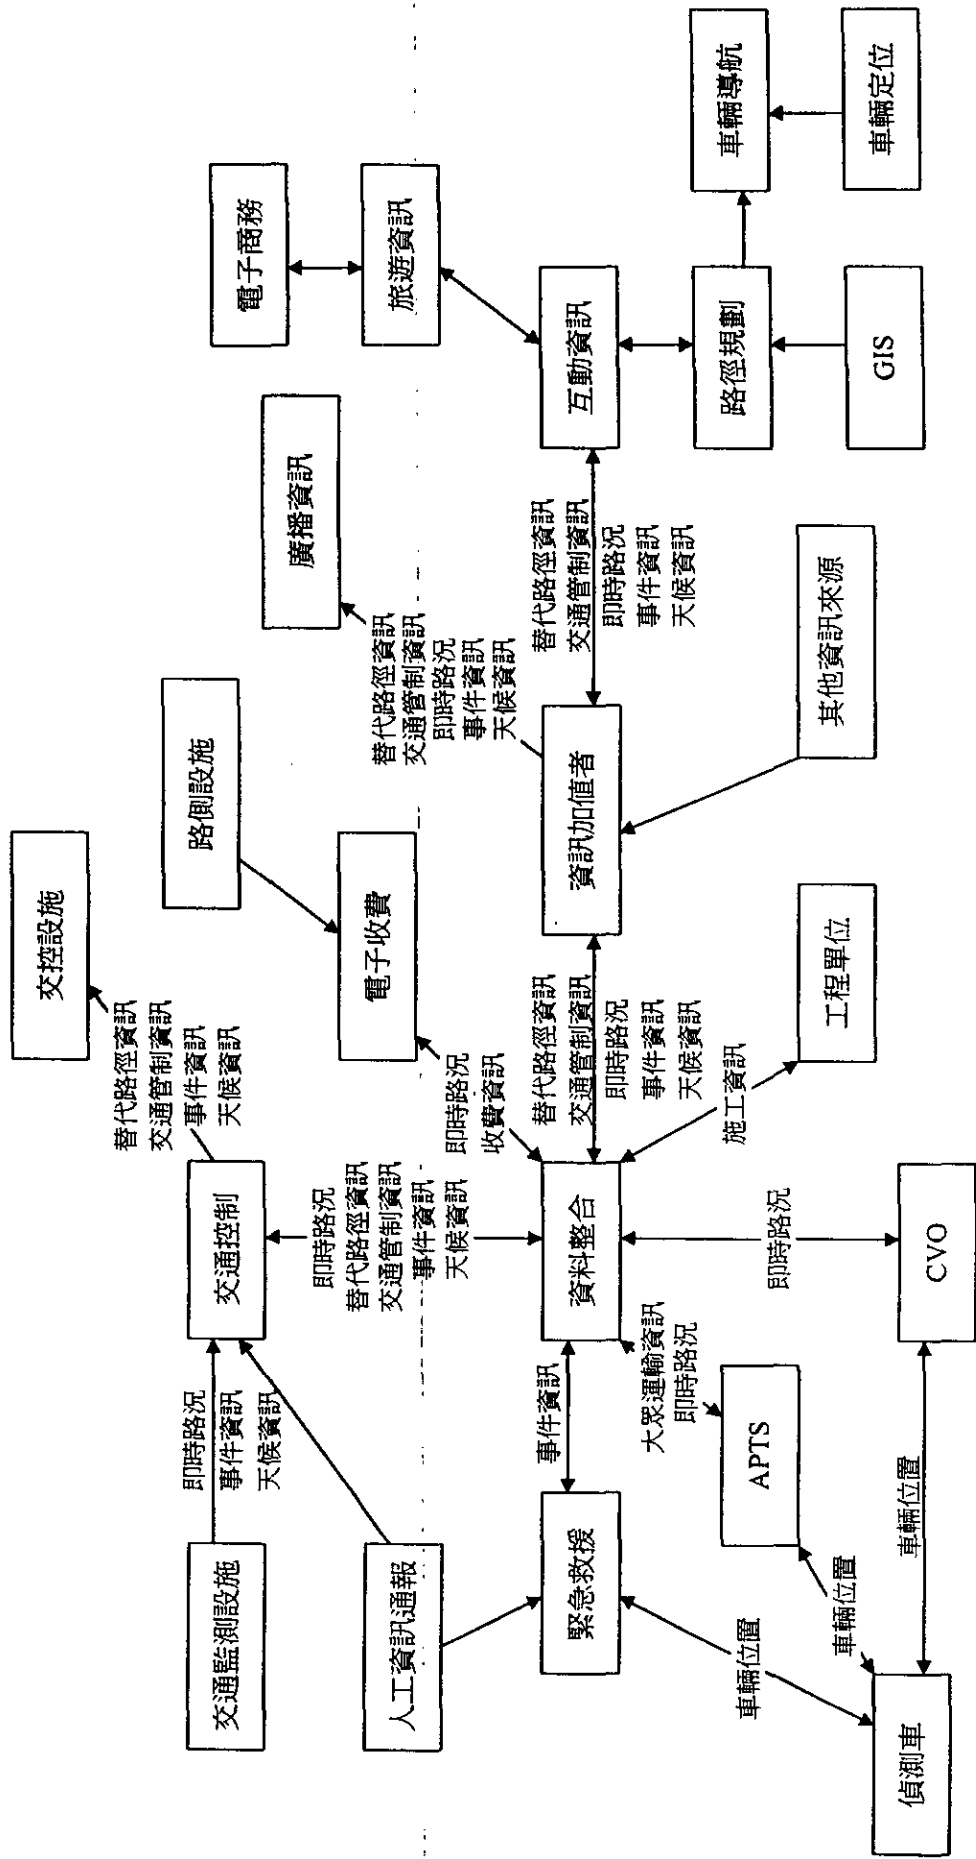 交控設施
替代路徑資訊
交通管制資訊
事件資訊
天候資訊
路側設施
電子商務
交通監測設施
即時路況
事件資訊
天候資訊
交通控制
電子收費
廣播資訊
旅遊資訊
人工資訊通報
即時路況
替代路徑資訊
交通管制資訊
事件資訊
天候資訊
即時路況
收費資訊
替代路徑資訊
交通管制資訊
即時路況
事件資訊
天候資訊
緊急救援
事件資訊
資料整合
替代路徑資訊
交通管制資訊
即時路況
事件資訊
天候資訊
資訊加值者
替代路徑資訊
交通管制資訊
即時路況
事件資訊
天候資訊
互動資訊
車輛位置
大眾運輸資訊
即時路況
施工資訊
路徑規劃
車輛導航
APTS
即時路況
工程單位
其他資訊來源
GIS
車輛定位
車輛位置
偵測車
車輛位置
CVO